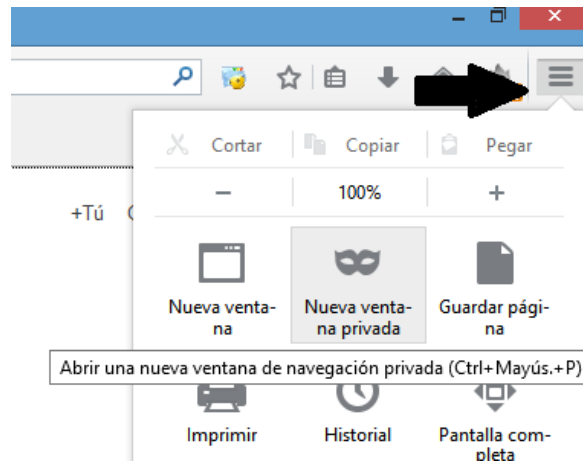 Cortar
Copiar
Pegar
100%
+Tú
Nueva venta-
na
Nueva venta-
na privada
Guardar pági-
na
Abrir una nueva ventana de navegación privada (Ctrl+Mayús.+P)
Imprimir
Historial
Pantalla com-
pleta